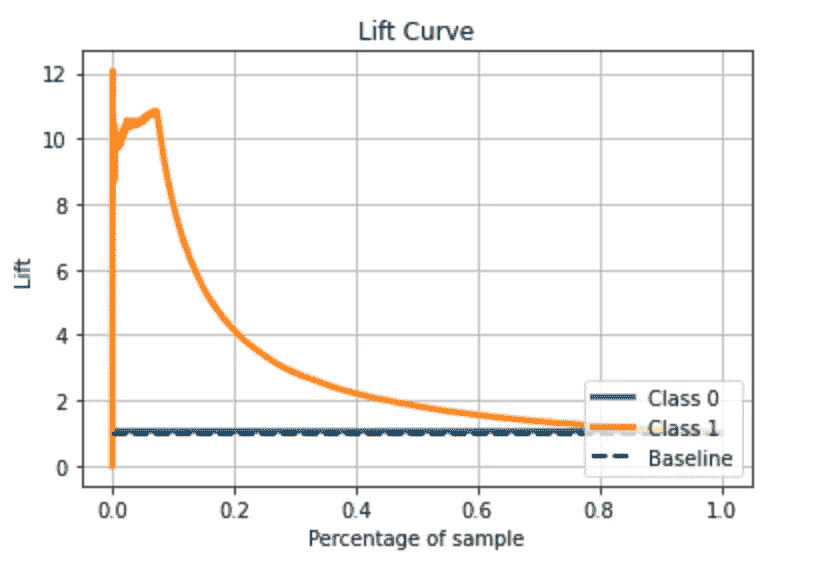 Lift Curve
12
10
8
6
4
2
0
Lift
Class 0
Class 1
Baseline
0.0 0.2 0.4 0.6 0.8 1.0
Percentage of sample